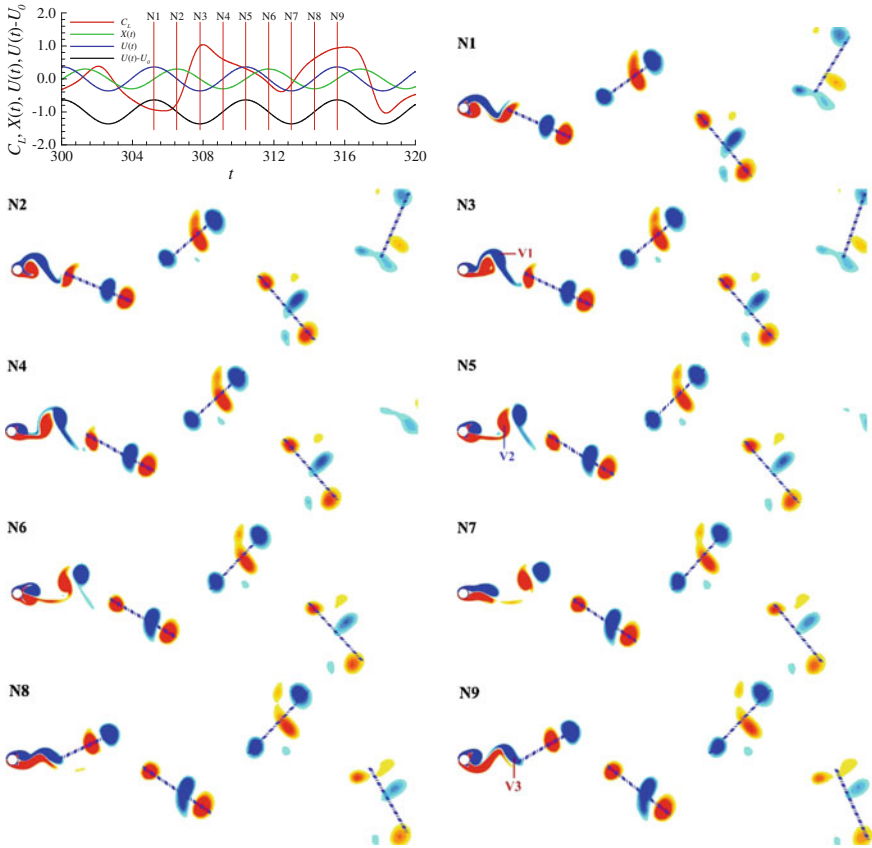 N1 N2 N3 N4 N5 N6 N7 N8 N9
C_L, X(t), U(t), U(t)-U_0
2.0
1.0
0.0
-1.0
-2.0
C_L
X(t)
U(t)
U(t)-U_0
300 304 308 312 316 320
t
N1
N2
N3
V1
N4
N5
V2
N6
N7
N8
N9
V3